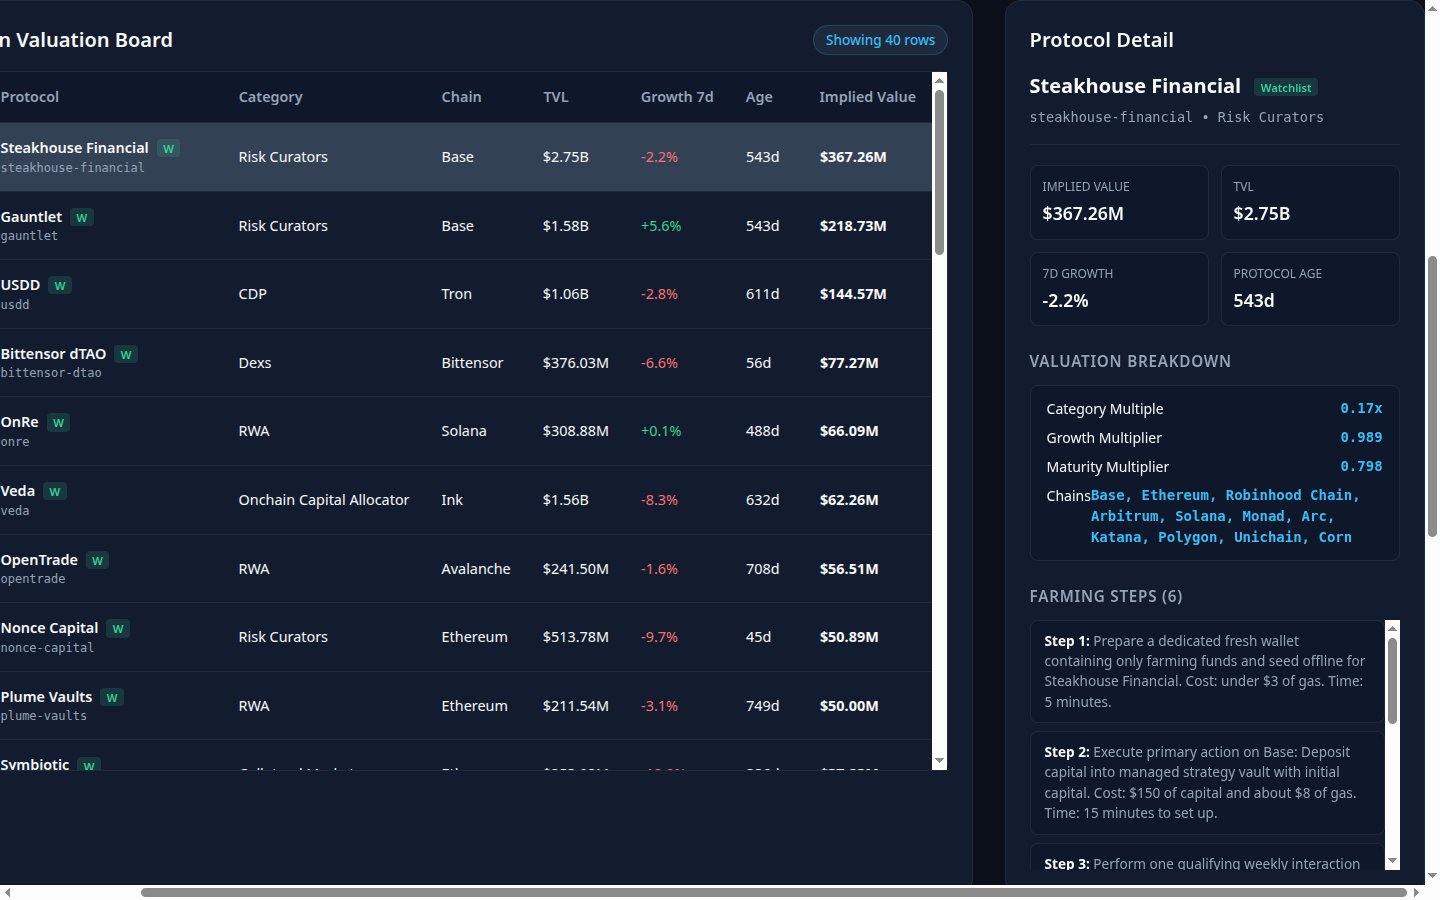 n Valuation Board
Showing 40 rows
Protocol Category Chain TVL Growth 7d Age Implied Value
Steakhouse Financial W
steakhouse-financial
Risk Curators Base $2.75B -2.2% 543d $367.26M
Gauntlet W
gauntlet
Risk Curators Base $1.58B +5.6% 543d $218.73M
USDD W
usdd
CDP Tron $1.06B -2.8% 611d $144.57M
Bittensor dTAO W
bittensor-dtao
Dexs Bittensor $376.03M -6.6% 56d $77.27M
OnRe W
onre
RWA Solana $308.88M +0.1% 488d $66.09M
Veda W
veda
Onchain Capital Allocator Ink $1.56B -8.3% 632d $62.26M
OpenTrade W
opentrade
RWA Avalanche $241.50M -1.6% 708d $56.51M
Nonce Capital W
nonce-capital
Risk Curators Ethereum $513.78M -9.7% 45d $50.89M
Plume Vaults W
plume-vaults
RWA Ethereum $211.54M -3.1% 749d $50.00M
Symbiotic W
Protocol Detail
Steakhouse Financial Watchlist
steakhouse-financial • Risk Curators
IMPLIED VALUE
$367.26M
TVL
$2.75B
7D GROWTH
-2.2%
PROTOCOL AGE
543d
VALUATION BREAKDOWN
Category Multiple 0.17x
Growth Multiplier 0.989
Maturity Multiplier 0.798
Chains Base, Ethereum, Robinhood Chain,
Arbitrum, Solana, Monad, Arc,
Katana, Polygon, Unichain, Corn
FARMING STEPS (6)
Step 1: Prepare a dedicated fresh wallet
containing only farming funds and seed offline for
Steakhouse Financial. Cost: under $3 of gas. Time:
5 minutes.
Step 2: Execute primary action on Base: Deposit
capital into managed strategy vault with initial
capital. Cost: $150 of capital and about $8 of gas.
Time: 15 minutes to set up.
Step 3: Perform one qualifying weekly interaction